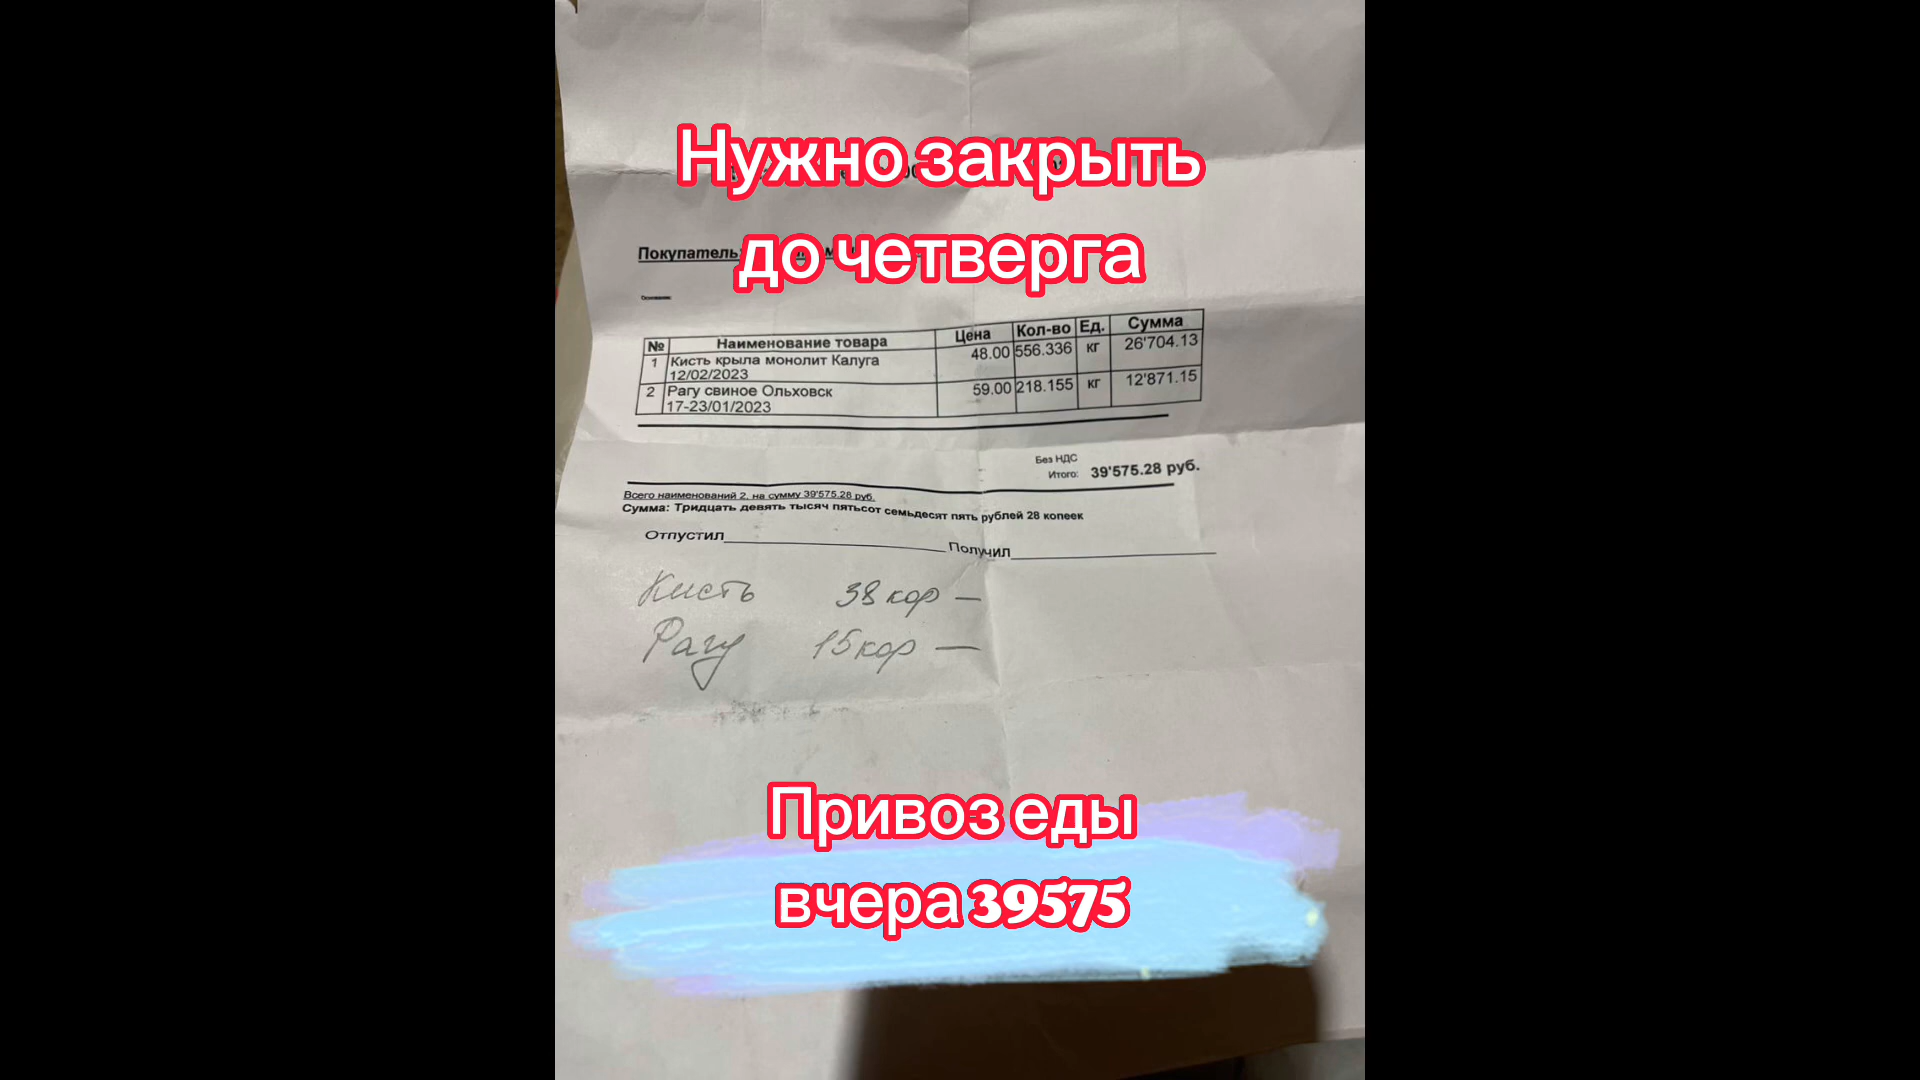 Нужно закрыть
до четверга
Покупатель:
Основание:
№ Наименование товара Цена Кол-во Ед. Сумма
1 Кисть крыла монолит Калуга 48.00 556.336 кг 26'704.13
12/02/2023
2 Рагу свиное Ольховск 59.00 218.155 кг 12'871.15
17-23/01/2023
Без НДС
Итого: 39'575.28 руб.
Всего наименований 2, на сумму 39'575.28 руб.
Сумма: Тридцать девять тысяч пятьсот семьдесят пять рублей 28 копеек
Отпустил Получил
Кисть 38 кор —
Рагу 15 кор —
Привоз еды
вчера 39575